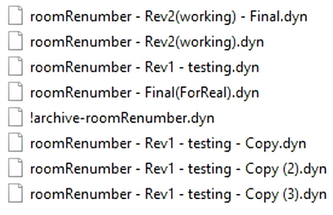 roomRenumber - Rev2(working) - Final.dyn
roomRenumber - Rev2(working).dyn
roomRenumber - Rev1 - testing.dyn
roomRenumber - Final(ForReal).dyn
!archive-roomRenumber.dyn
roomRenumber - Rev1 - testing - Copy.dyn
roomRenumber - Rev1 - testing - Copy (2).dyn
roomRenumber - Rev1 - testing - Copy (3).dyn